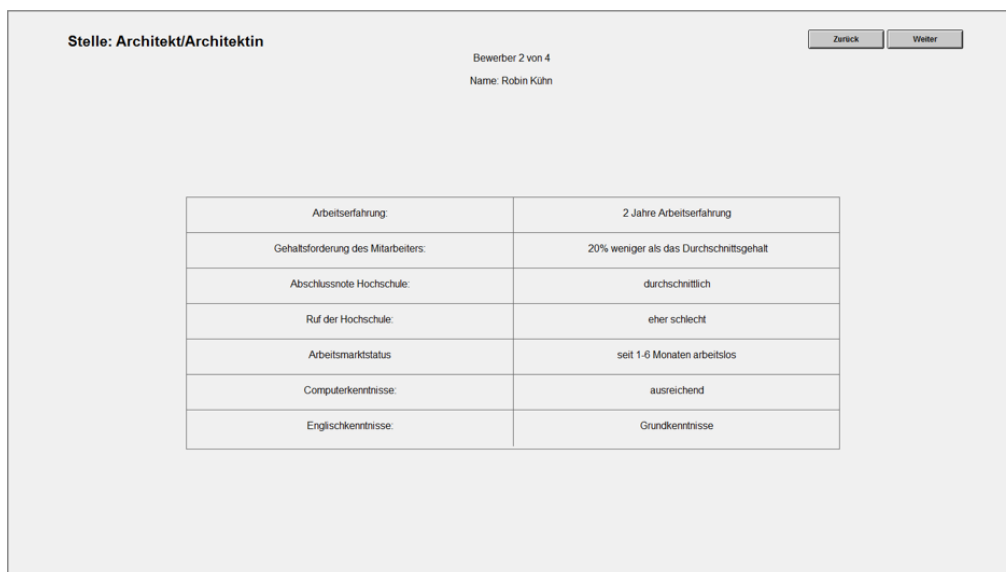 Stelle: Architekt/Architektin
Zurück
Weiter
Bewerber 2 von 4
Name: Robin Kühn
Arbeitserfahrung: 2 Jahre Arbeitserfahrung
Gehaltsforderung des Mitarbeiters: 20% weniger als das Durchschnittsgehalt
Abschlussnote Hochschule: durchschnittlich
Ruf der Hochschule: eher schlecht
Arbeitsmarktstatus seit 1-6 Monaten arbeitslos
Computerkenntnisse: ausreichend
Englischkenntnisse: Grundkenntnisse